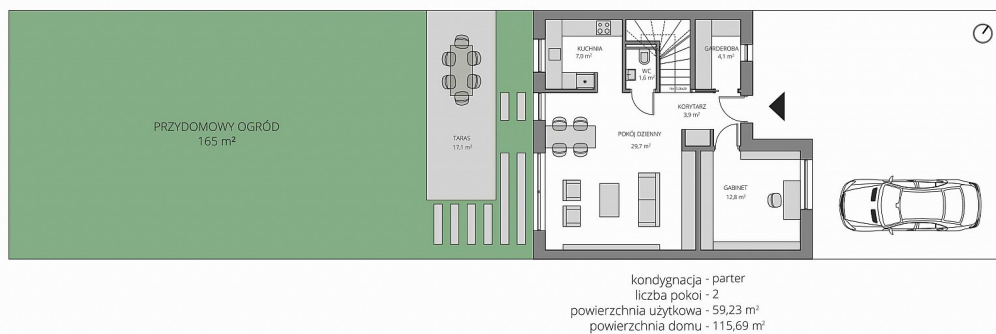 PRZYDOMOWY OGRÓD
165 m²
TARAS
17,1 m²
KUCHNIA
7,0 m²
WC
1,6 m²
GARDEROBA
4,1 m²
KORYTARZ
3,9 m²
POKÓJ DZIENNY
29,7 m²
GABINET
12,8 m²
kondygnacja - parter
liczba pokoi - 2
powierzchnia użytkowa - 59,23 m²
powierzchnia domu - 115,69 m²